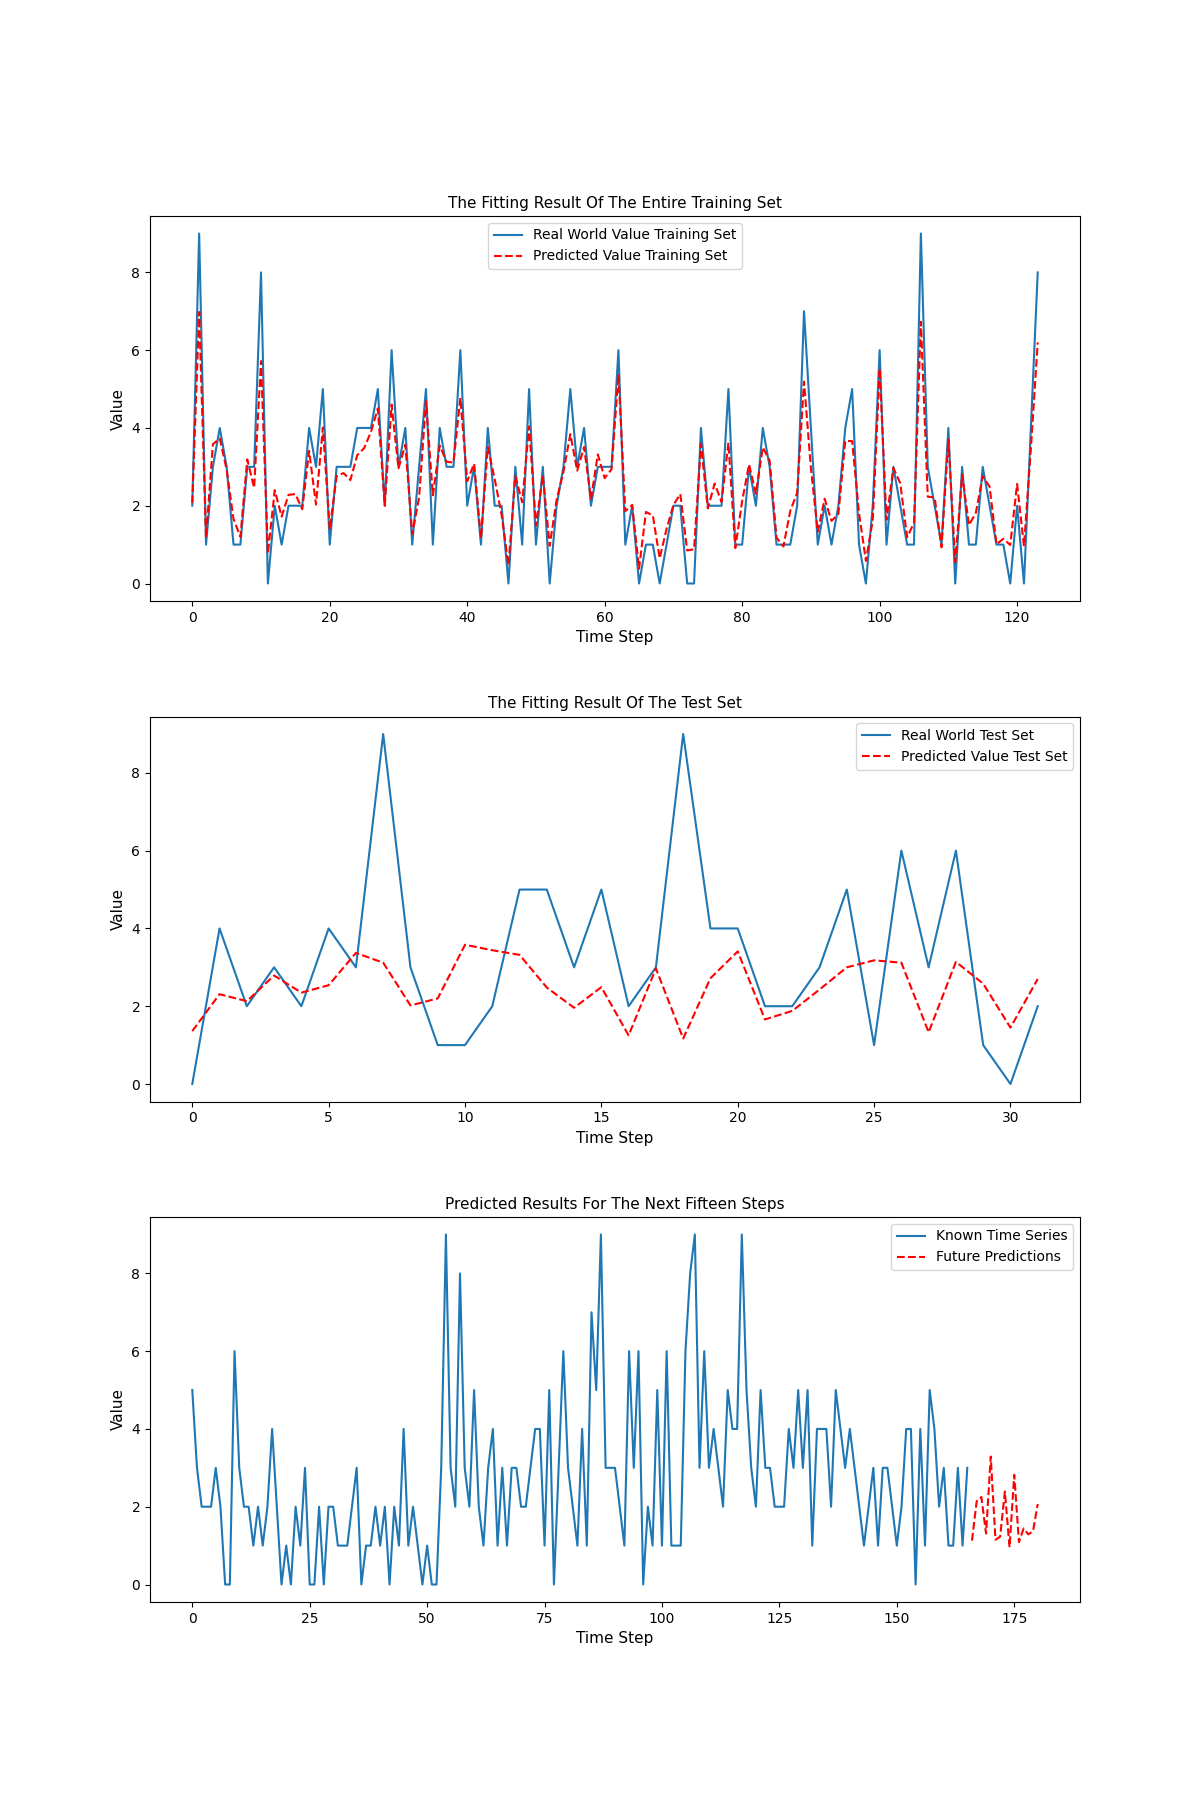 The Fitting Result Of The Entire Training Set
Real World Value Training Set
Predicted Value Training Set
Value
8
6
4
2
0
0 20 40 60 80 100 120
Time Step
The Fitting Result Of The Test Set
Real World Test Set
Predicted Value Test Set
Value
8
6
4
2
0
0 5 10 15 20 25 30
Time Step
Predicted Results For The Next Fifteen Steps
Known Time Series
Future Predictions
Value
8
6
4
2
0
0 25 50 75 100 125 150 175
Time Step